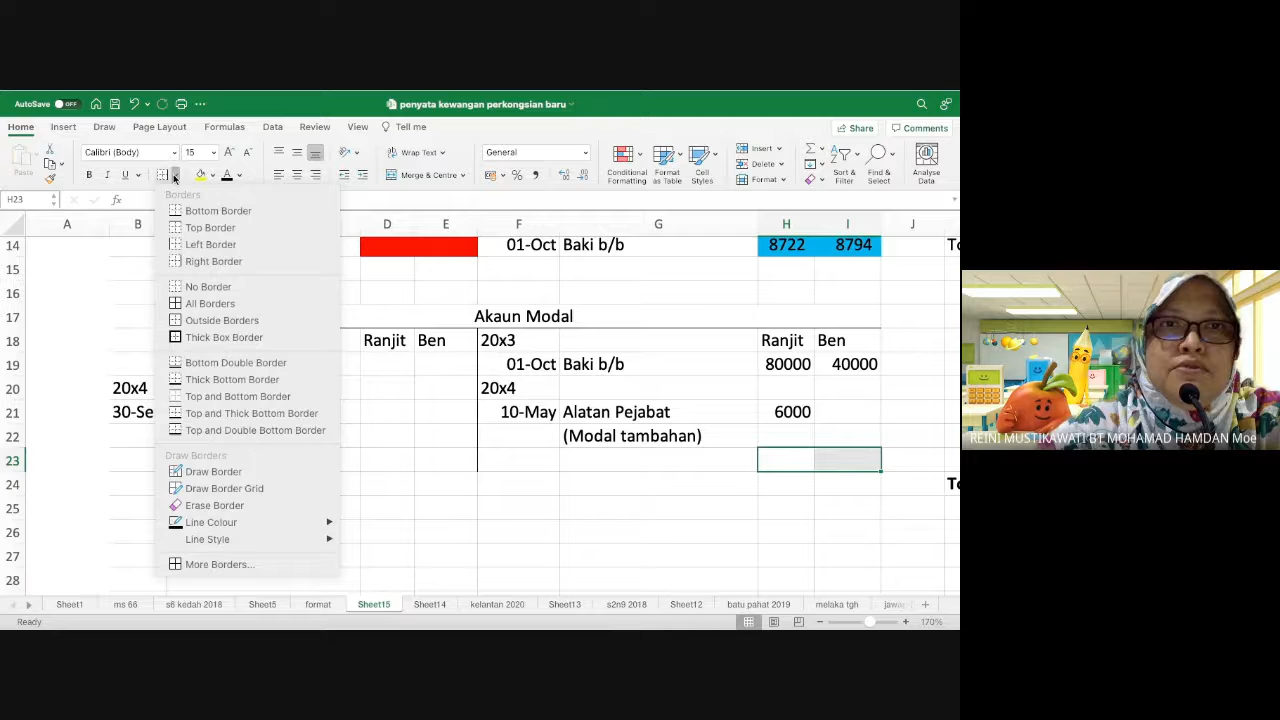 AutoSave OFF
penyata kewangan perkongsian baru
Home Insert Draw Page Layout Formulas Data Review View Tell me Share Comments
Paste
Calibri (Body) 15 A A
Wrap Text
General
Conditional Formatting
Format as Table
Cell Styles
Insert
Delete
Format
Sort & Filter
Find & Select
Analyse Data
B I U A
Merge & Centre
%
H23 fx
Borders
Bottom Border
Top Border
Left Border
Right Border
No Border
All Borders
Outside Borders
Thick Box Border
Bottom Double Border
Thick Bottom Border
Top and Bottom Border
Top and Thick Bottom Border
Top and Double Bottom Border
Draw Borders
Draw Border
Draw Border Grid
Erase Border
Line Colour
Line Style
More Borders...
A B D E F G H I J
14 01-Oct Baki b/b 8722 8794
15
16
17 Akaun Modal
18 Ranjit Ben 20x3 Ranjit Ben
19 01-Oct Baki b/b 80000 40000
20 20x4 20x4
21 30-Se 10-May Alatan Pejabat 6000
22 (Modal tambahan)
23
24
25
26
27
28
Sheet1 ms 66 s6 kedah 2018 Sheet5 format Sheet15 Sheet14 kelantan 2020 Sheet13 s2n9 2018 Sheet12 batu pahat 2019 melaka tgh jawa
Ready 170%
REINI MUSTIKAWATI BT MOHAMAD HAMDAN Moe